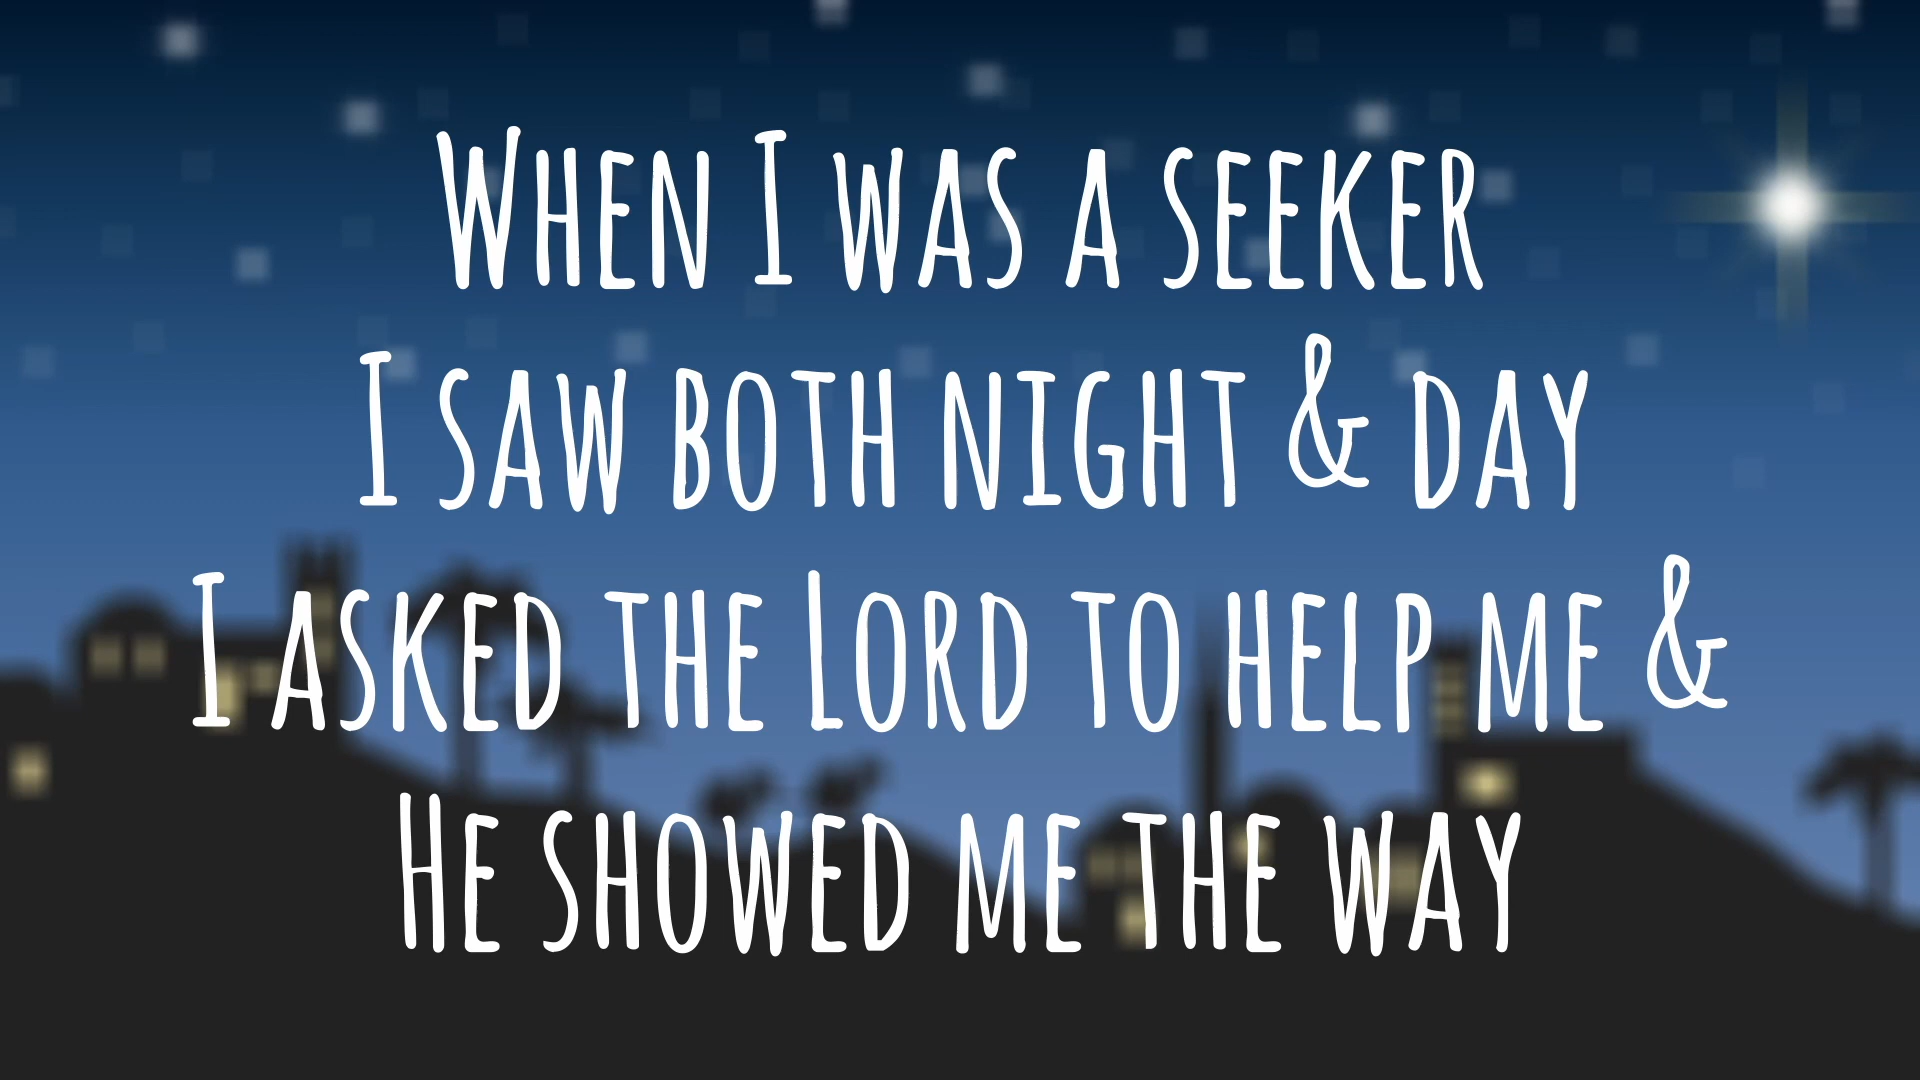 When I was a seeker
I saw both night & day
I asked the Lord to help me &
He showed me the way